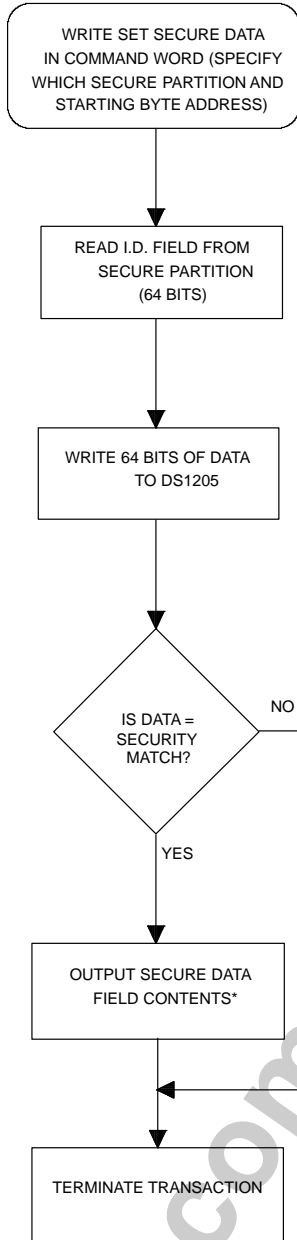 WRITE SET SECURE DATA
IN COMMAND WORD (SPECIFY
WHICH SECURE PARTITION AND
STARTING BYTE ADDRESS)
READ I.D. FIELD FROM
SECURE PARTITION
(64 BITS)
WRITE 64 BITS OF DATA
TO DS1205
IS DATA =
SECURITY
MATCH?
NO
YES
OUTPUT SECURE DATA
FIELD CONTENTS*
TERMINATE TRANSACTION
com